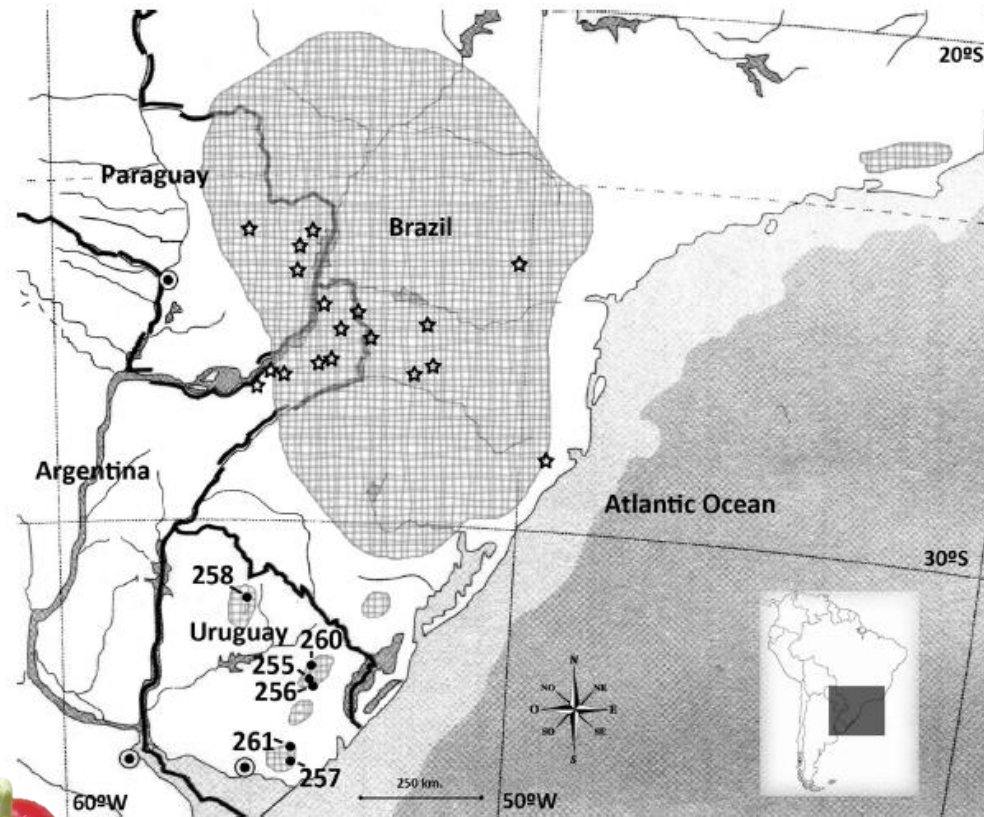 20ºS
Paraguay
Brazil
Argentina
Atlantic Ocean
30ºS
258
Uruguay
260
255
256
N
NO
NE
O
E
SO
SE
S
261
257
250 km.
60ºW
50ºW